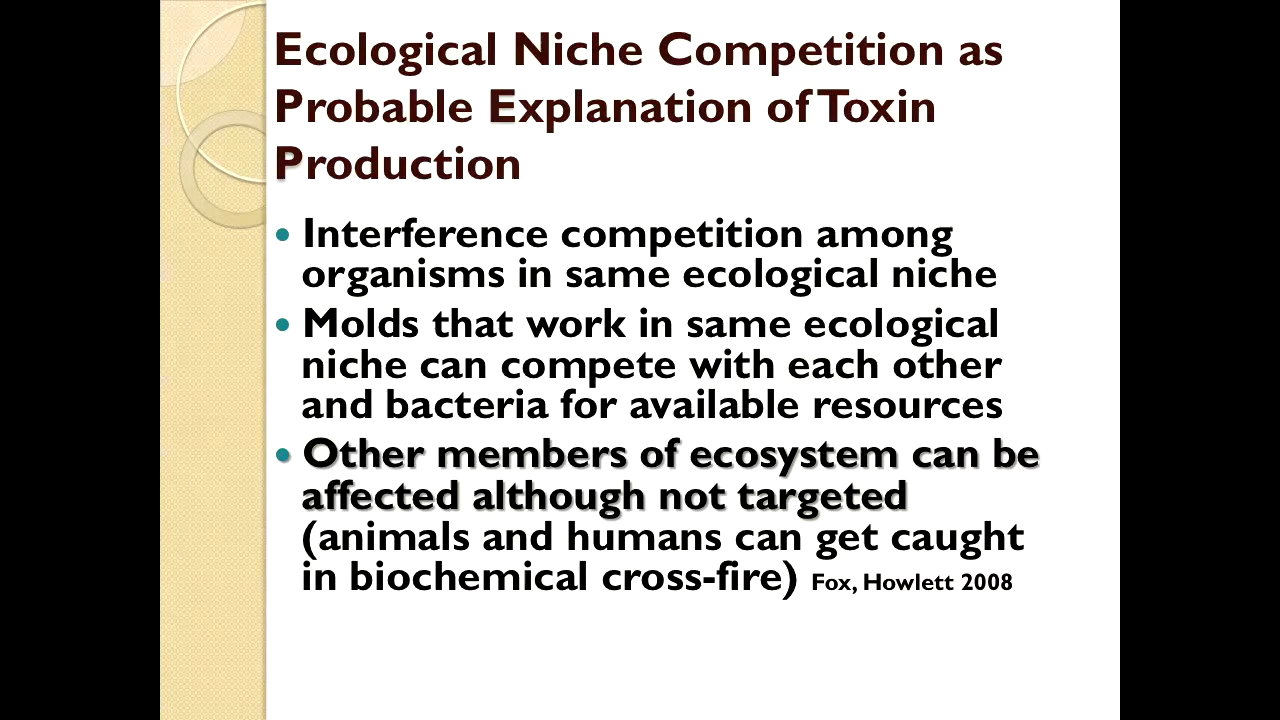 Ecological Niche Competition as
Probable Explanation of Toxin
Production
• Interference competition among
organisms in same ecological niche
• Molds that work in same ecological
niche can compete with each other
and bacteria for available resources
• Other members of ecosystem can be
affected although not targeted
(animals and humans can get caught
in biochemical cross-fire) Fox, Howlett 2008